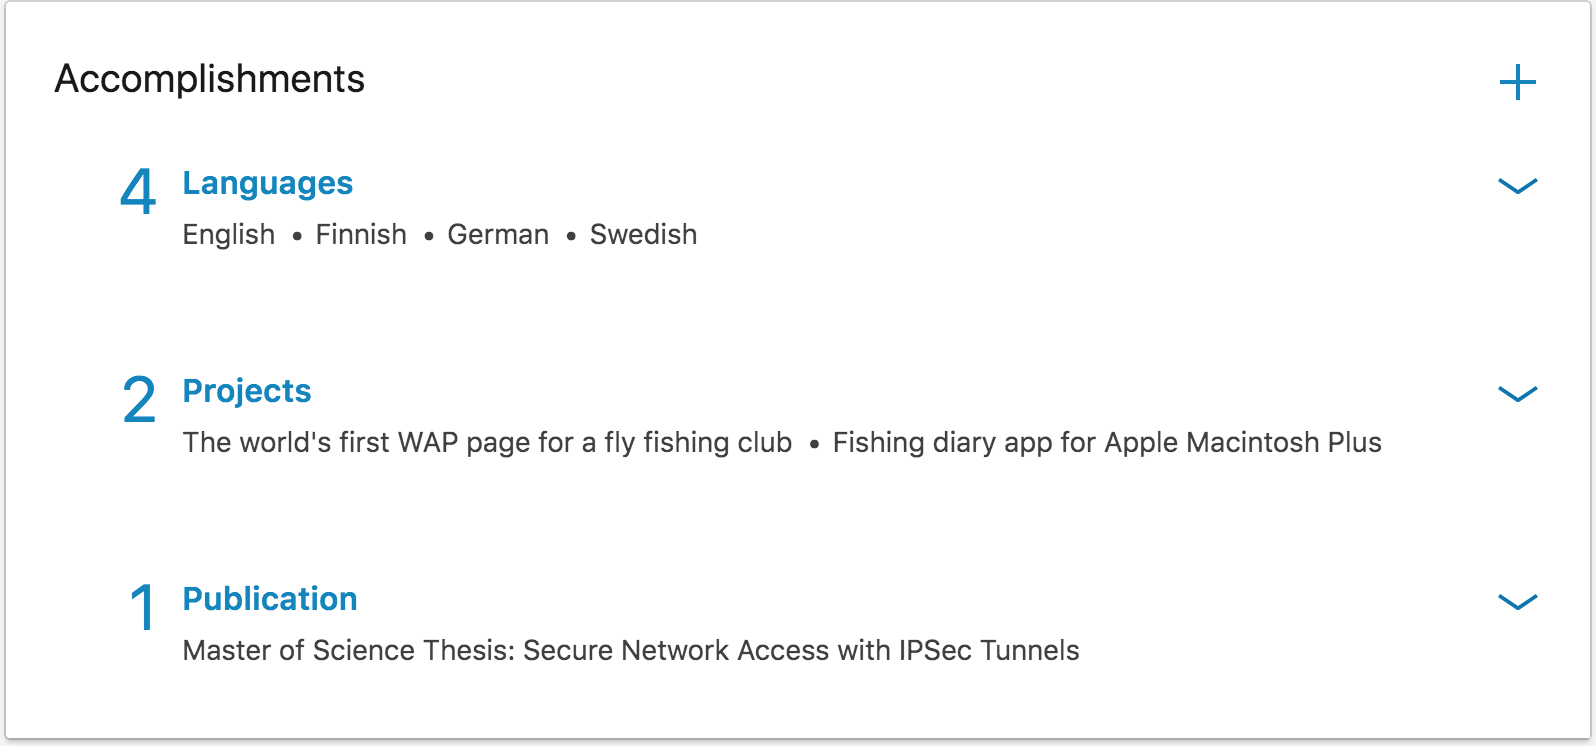 Accomplishments
4 Languages
English • Finnish • German • Swedish
2 Projects
The world's first WAP page for a fly fishing club • Fishing diary app for Apple Macintosh Plus
1 Publication
Master of Science Thesis: Secure Network Access with IPSec Tunnels